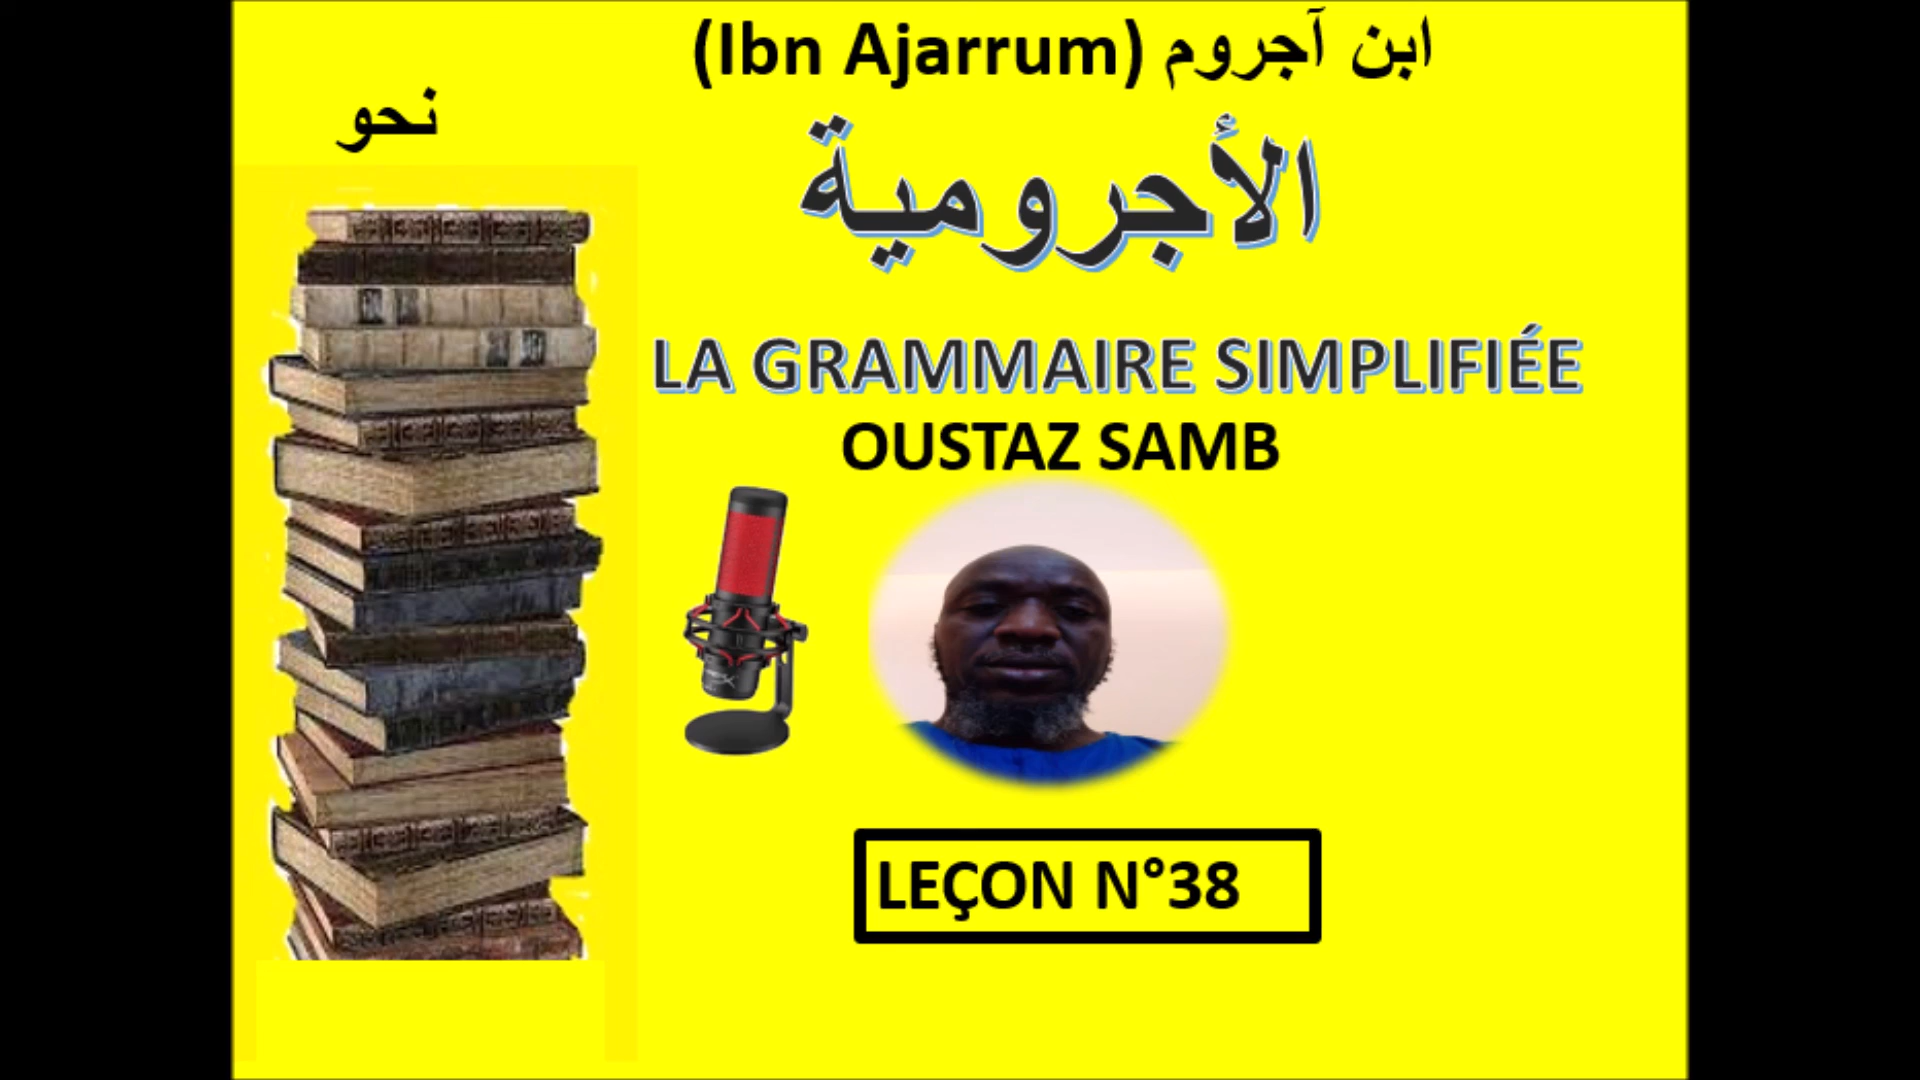 ابن آجروم (Ibn Ajarrum)
نحو
الأجرومية
LA GRAMMAIRE SIMPLIFIÉE
OUSTAZ SAMB
LEÇON N°38